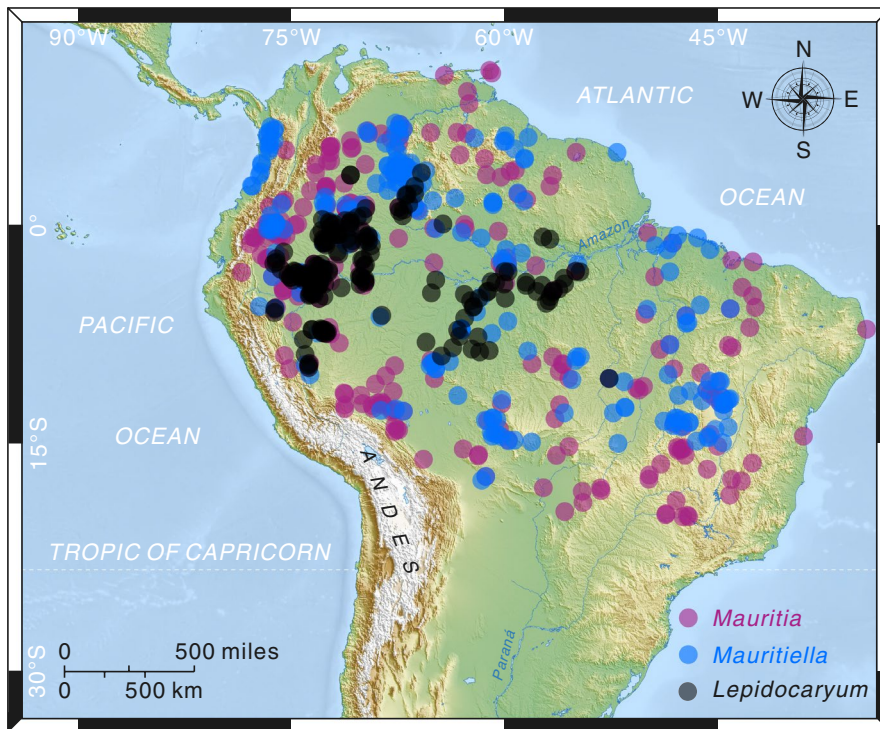 90°W 75°W 60°W 45°W
N
W E
S
ATLANTIC
OCEAN
0°
Amazon
PACIFIC
OCEAN
15°S
ANDES
TROPIC OF CAPRICORN
Paraná
30°S
0 500 miles
0 500 km
Mauritia
Mauritiella
Lepidocaryum